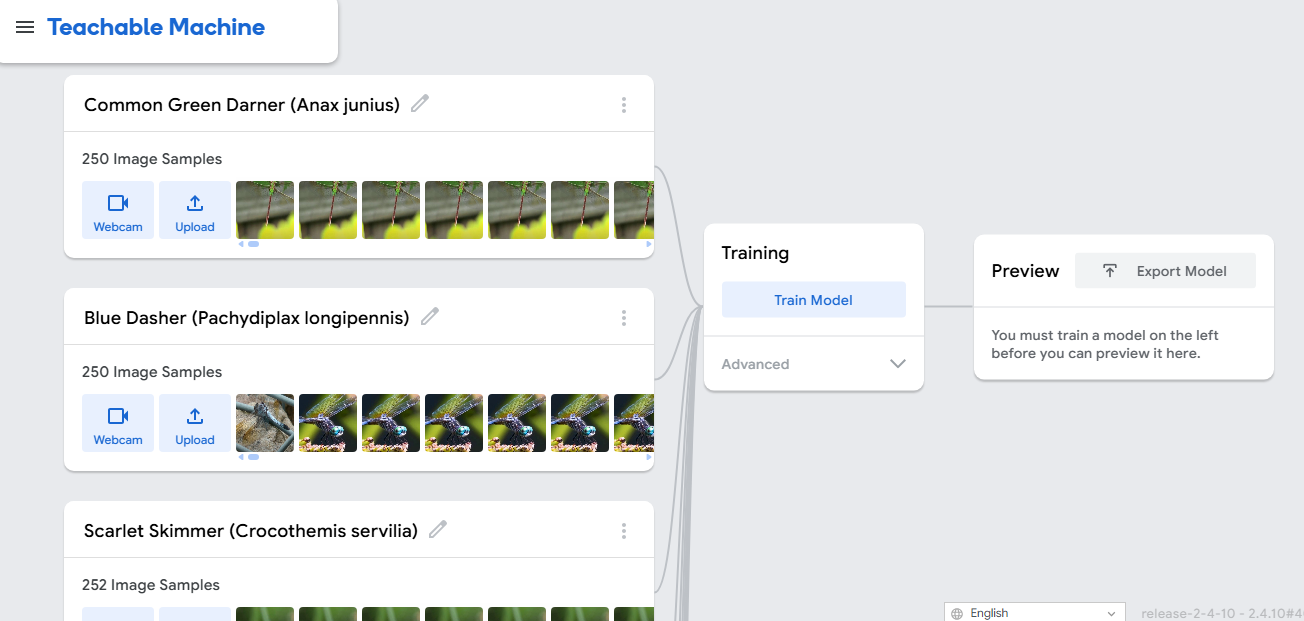 Teachable Machine
Common Green Darner (Anax junius)
250 Image Samples
Webcam
Upload
Blue Dasher (Pachydiplax longipennis)
250 Image Samples
Webcam
Upload
Scarlet Skimmer (Crocothemis servilia)
252 Image Samples
Training
Train Model
Advanced
Preview
Export Model
You must train a model on the left
before you can preview it here.
English
release-2-4-10 - 2.4.10#4